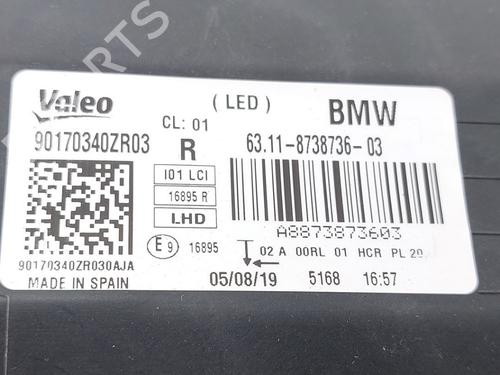 Valeo
( LED )
BMW
CL: 01
90170340ZR03
R
63.11-8738736-03
I01 LCI
16895 R
LHD
A8873873603
E9 16895
02 A 00RL 01 HCR PL 20
90170340ZR030AJA
MADE IN SPAIN
05/08/19 5168 16:57